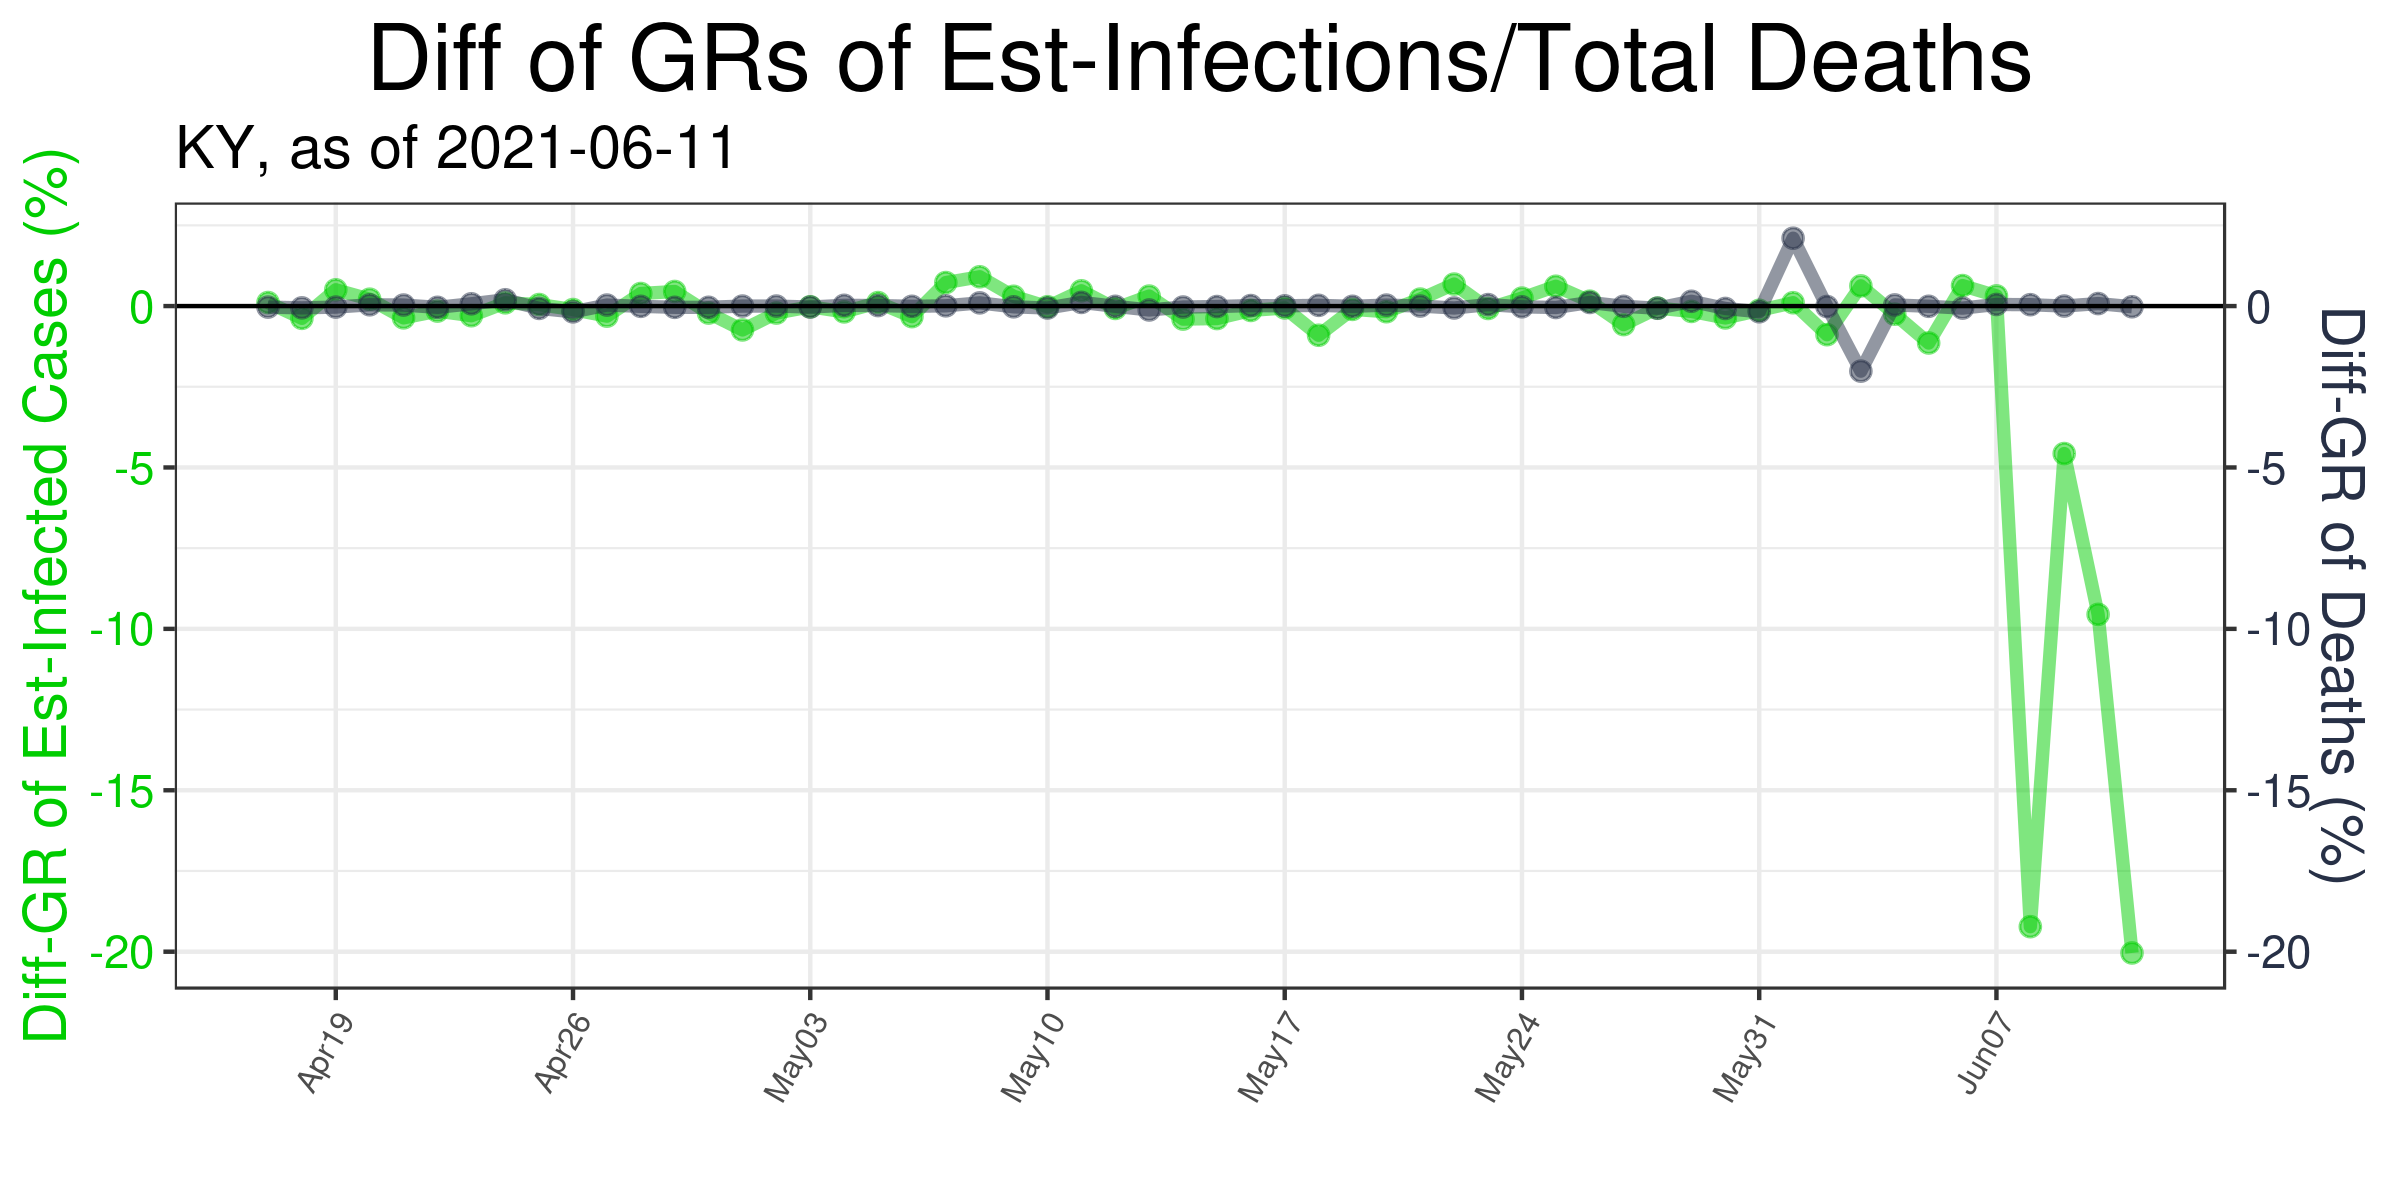 Diff of GRs of Est-Infections/Total Deaths
KY, as of 2021-06-11
Diff-GR of Est-Infected Cases (%)
0
-5
-10
-15
-20
0
-5
-10
-15
-20
Diff-GR of Deaths (%)
Apr19
Apr26
May03
May10
May17
May24
May31
Jun07